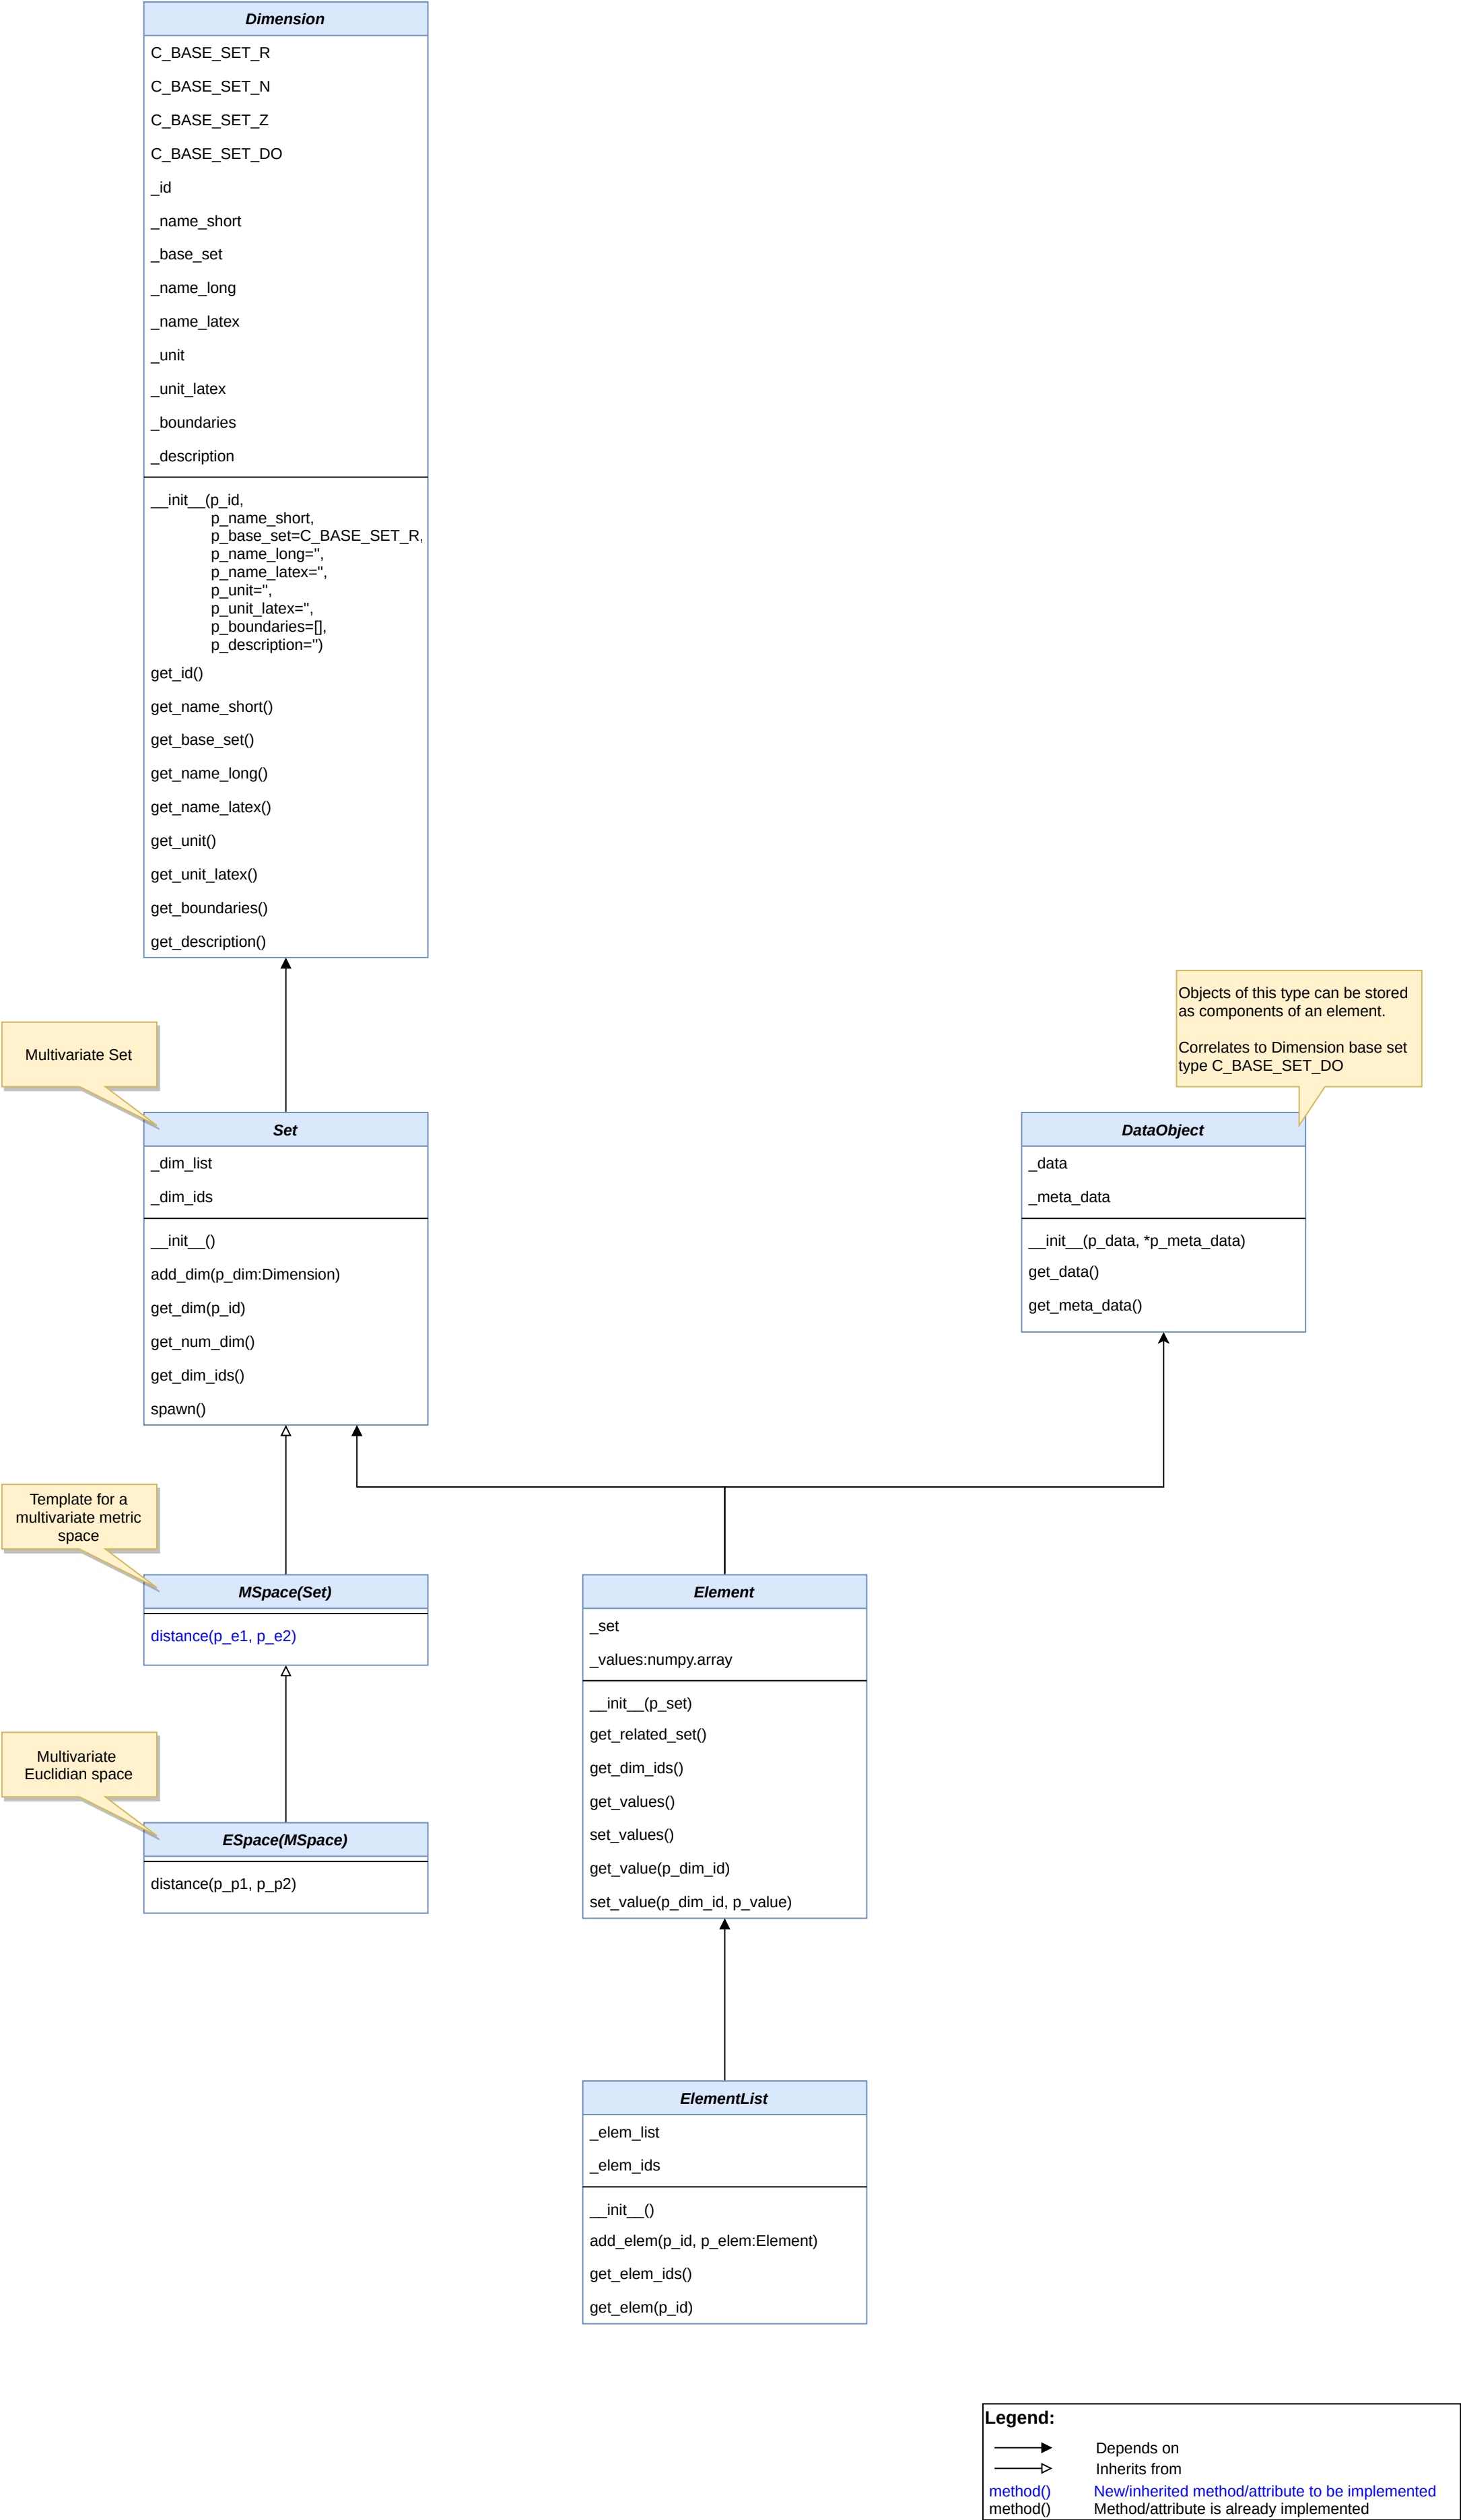 Dimension
C_BASE_SET_R
C_BASE_SET_N
C_BASE_SET_Z
C_BASE_SET_DO
_id
_name_short
_base_set
_name_long
_name_latex
_unit
_unit_latex
_boundaries
_description
__init__(p_id,
p_name_short,
p_base_set=C_BASE_SET_R,
p_name_long='',
p_name_latex='',
p_unit='',
p_unit_latex='',
p_boundaries=[],
p_description='')
get_id()
get_name_short()
get_base_set()
get_name_long()
get_name_latex()
get_unit()
get_unit_latex()
get_boundaries()
get_description()
Multivariate Set
Set
_dim_list
_dim_ids
__init__()
add_dim(p_dim:Dimension)
get_dim(p_id)
get_num_dim()
get_dim_ids()
spawn()
Objects of this type can be stored
as components of an element.
Correlates to Dimension base set
type C_BASE_SET_DO
DataObject
_data
_meta_data
__init__(p_data, *p_meta_data)
get_data()
get_meta_data()
Template for a
multivariate metric
space
MSpace(Set)
distance(p_e1, p_e2)
Multivariate
Euclidian space
ESpace(MSpace)
distance(p_p1, p_p2)
Element
_set
_values:numpy.array
__init__(p_set)
get_related_set()
get_dim_ids()
get_values()
set_values()
get_value(p_dim_id)
set_value(p_dim_id, p_value)
ElementList
_elem_list
_elem_ids
__init__()
add_elem(p_id, p_elem:Element)
get_elem_ids()
get_elem(p_id)
Legend:
Depends on
Inherits from
method() New/inherited method/attribute to be implemented
method() Method/attribute is already implemented